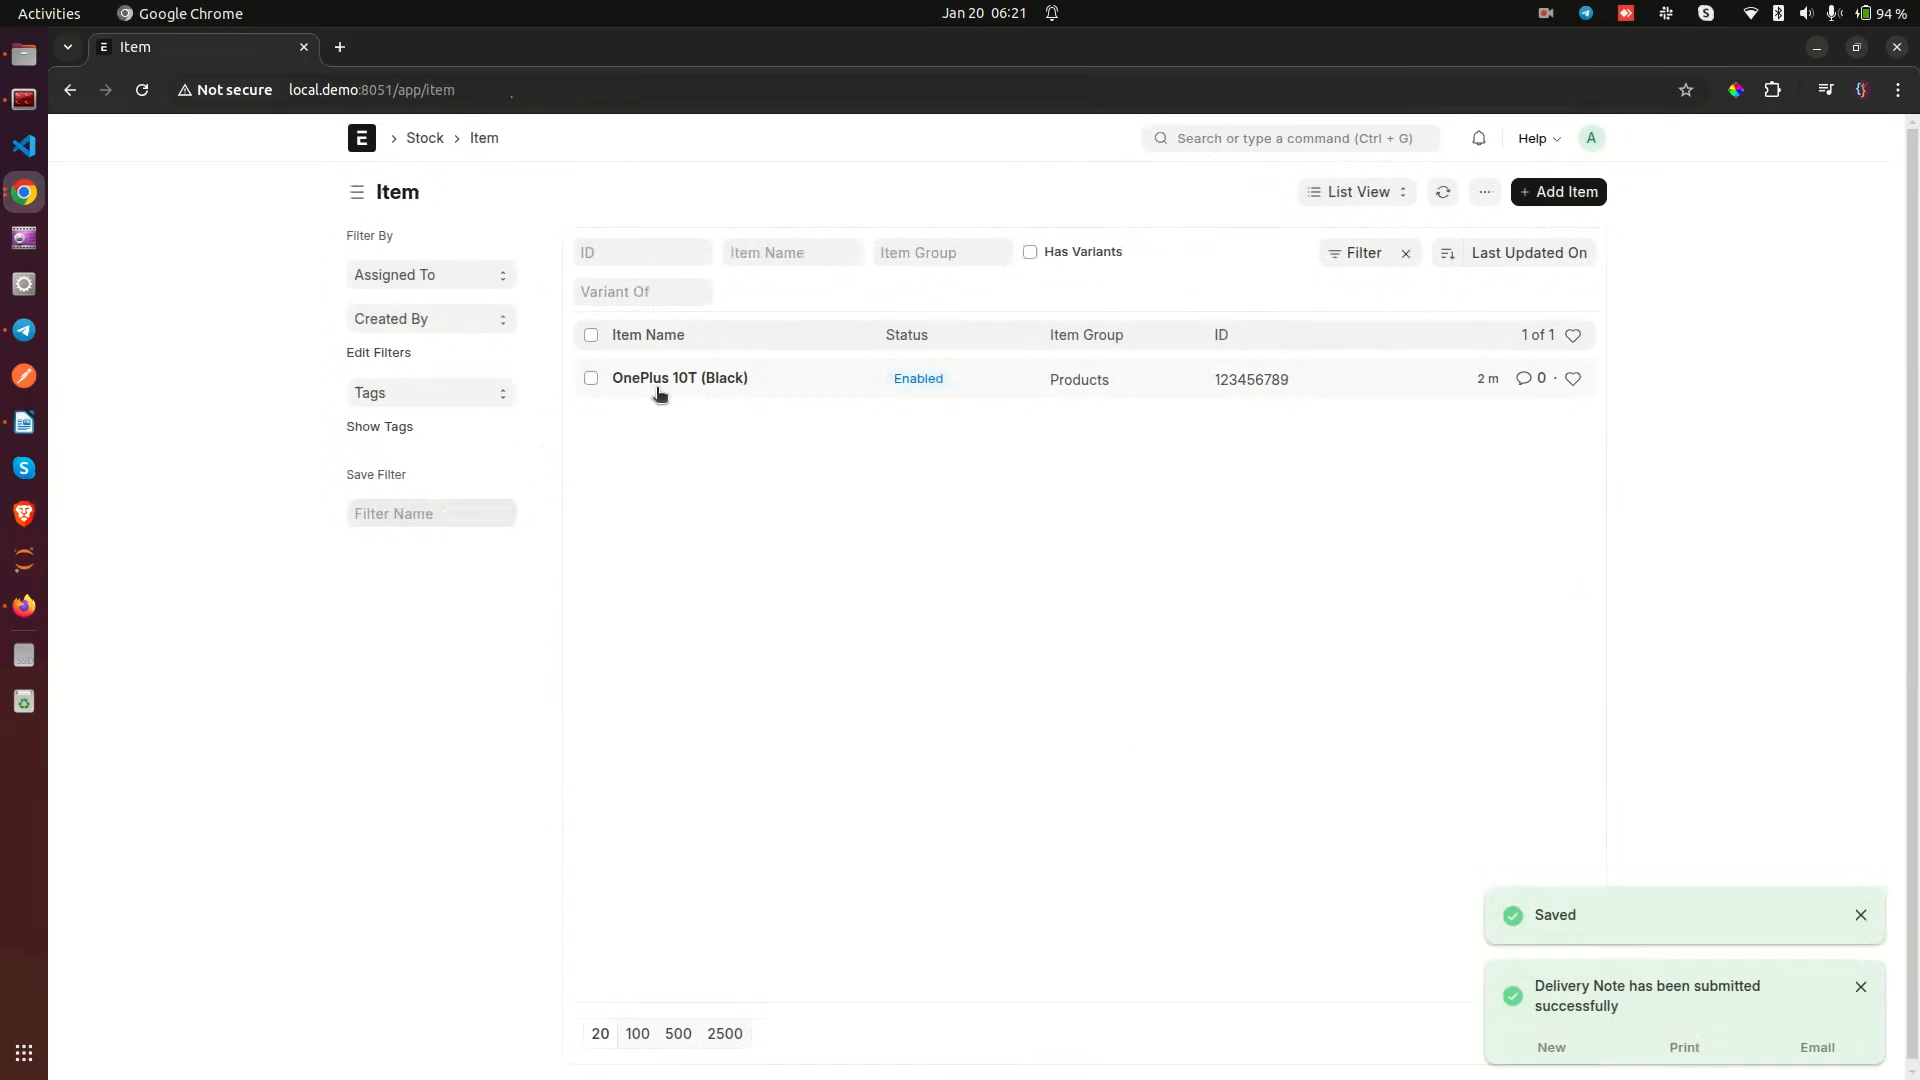 Activities
Google Chrome
Jan 20 06:21
94 %
E Item
Not secure local.demo:8051/app/item
E
Stock
Item
Search or type a command (Ctrl + G)
Help
A
Item
List View
+ Add Item
Filter By
Assigned To
Created By
Edit Filters
Tags
Show Tags
Save Filter
Filter Name
ID
Item Name
Item Group
Has Variants
Filter
Last Updated On
Variant Of
Item Name Status Item Group ID 1 of 1
OnePlus 10T (Black) Enabled Products 123456789 2 m 0 ·
20 100 500 2500
Saved
Delivery Note has been submitted
successfully
New Print Email
SSD